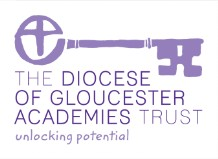 THE DIOCESE
OF GLOUCESTER
ACADEMIES TRUST
unlocking potential